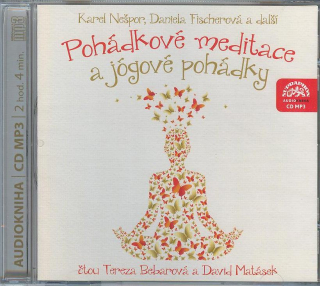 Karel Nešpor, Daniela Fischerová a další
Pohádkové meditace
a jógové pohádky
AUDIO
CD MP3
čtou Tereza Bebarová a David Matásek
AUDIOKNIHA | CD MP3 | 2 hod. 4 min.